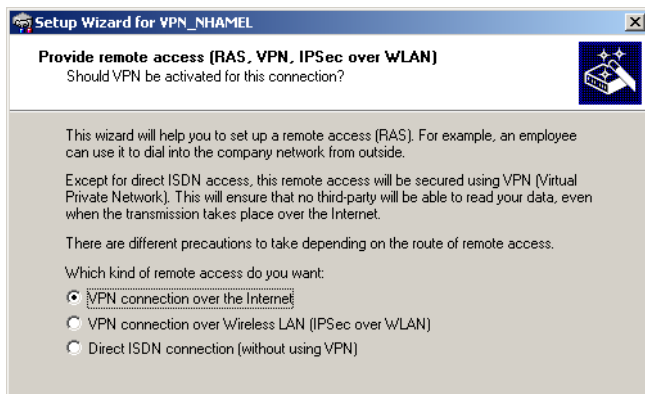 Setup Wizard for VPN_NHAMEL
Provide remote access (RAS, VPN, IPSec over WLAN)
Should VPN be activated for this connection?
This wizard will help you to set up a remote access (RAS). For example, an employee
can use it to dial into the company network from outside.
Except for direct ISDN access, this remote access will be secured using VPN (Virtual
Private Network). This will ensure that no third-party will be able to read your data, even
when the transmission takes place over the Internet.
There are different precautions to take depending on the route of remote access.
Which kind of remote access do you want:
VPN connection over the Internet
VPN connection over Wireless LAN (IPSec over WLAN)
Direct ISDN connection (without using VPN)